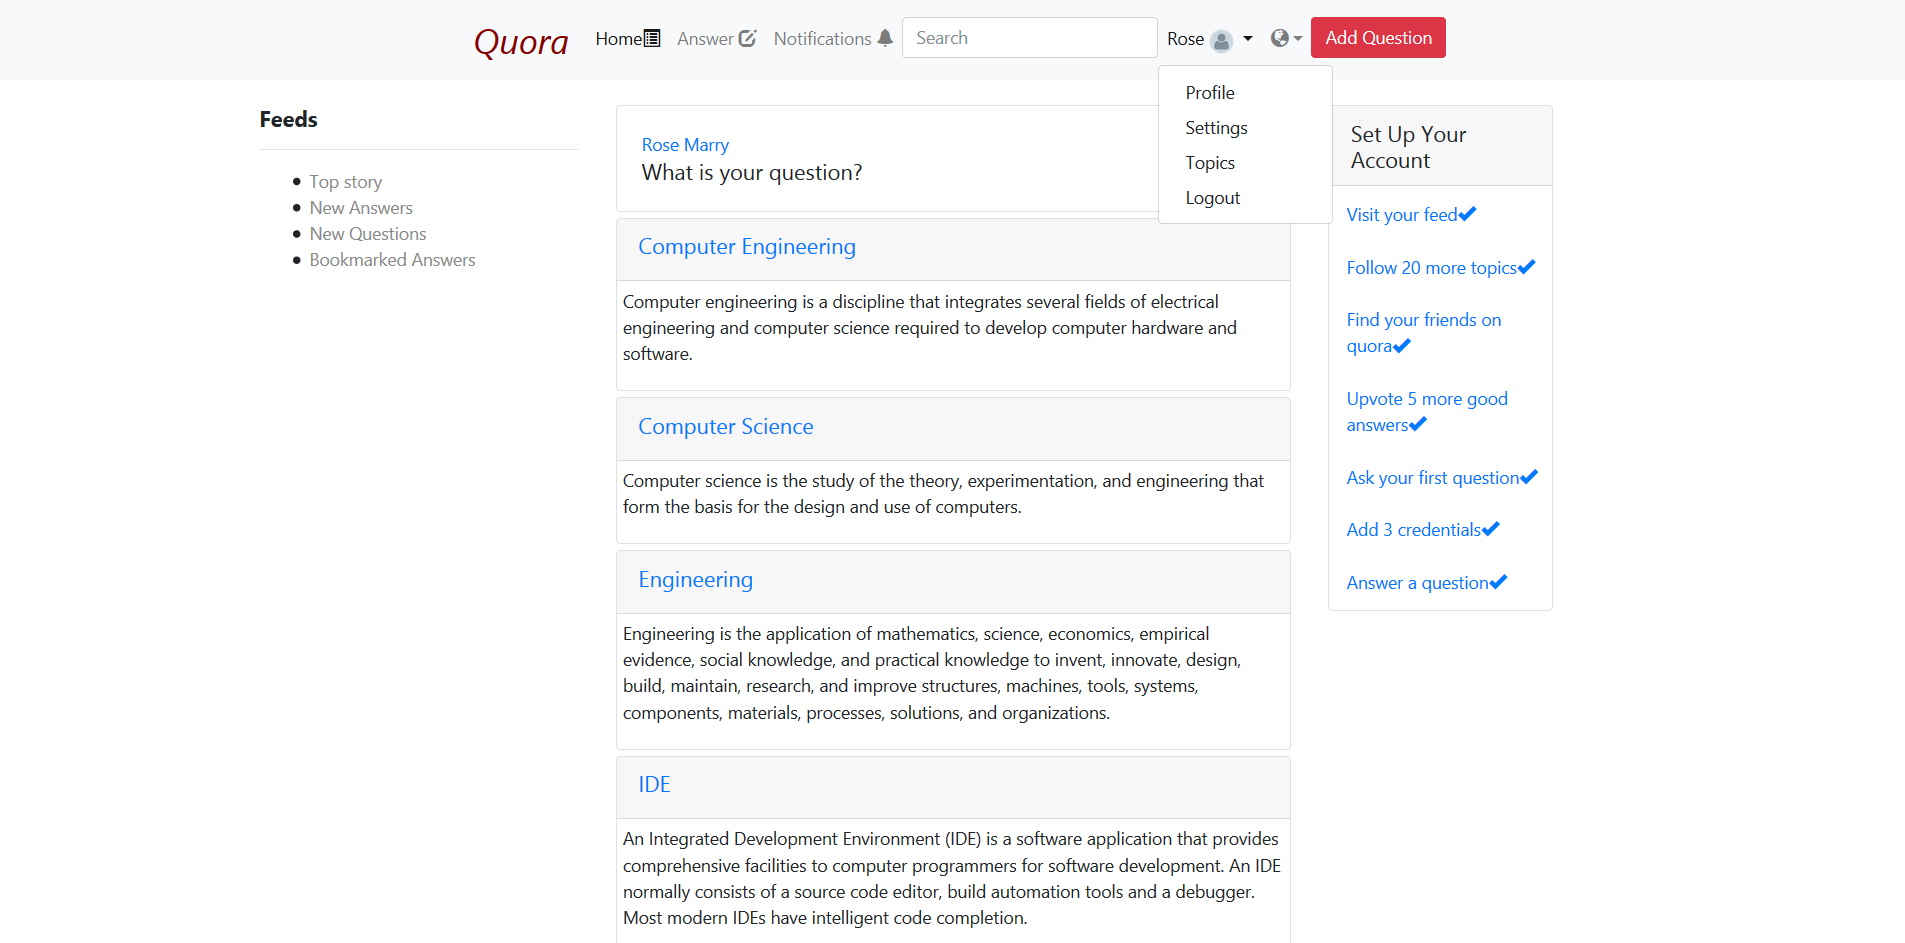 Quora Home Answer Notifications Search Rose Add Question
Profile
Settings
Topics
Logout
Feeds
Top story
New Answers
New Questions
Bookmarked Answers
Rose Marry
What is your question?
Computer Engineering
Computer engineering is a discipline that integrates several fields of electrical
engineering and computer science required to develop computer hardware and
software.
Computer Science
Computer science is the study of the theory, experimentation, and engineering that
form the basis for the design and use of computers.
Engineering
Engineering is the application of mathematics, science, economics, empirical
evidence, social knowledge, and practical knowledge to invent, innovate, design,
build, maintain, research, and improve structures, machines, tools, systems,
components, materials, processes, solutions, and organizations.
IDE
An Integrated Development Environment (IDE) is a software application that provides
comprehensive facilities to computer programmers for software development. An IDE
normally consists of a source code editor, build automation tools and a debugger.
Most modern IDEs have intelligent code completion.
Set Up Your
Account
Visit your feed
Follow 20 more topics
Find your friends on
quora
Upvote 5 more good
answers
Ask your first question
Add 3 credentials
Answer a question